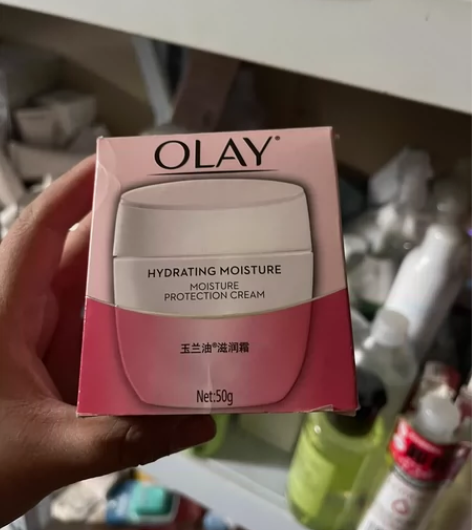 OLAY®
HYDRATING MOISTURE
MOISTURE
PROTECTION CREAM
玉兰油®滋润霜
Net:50g